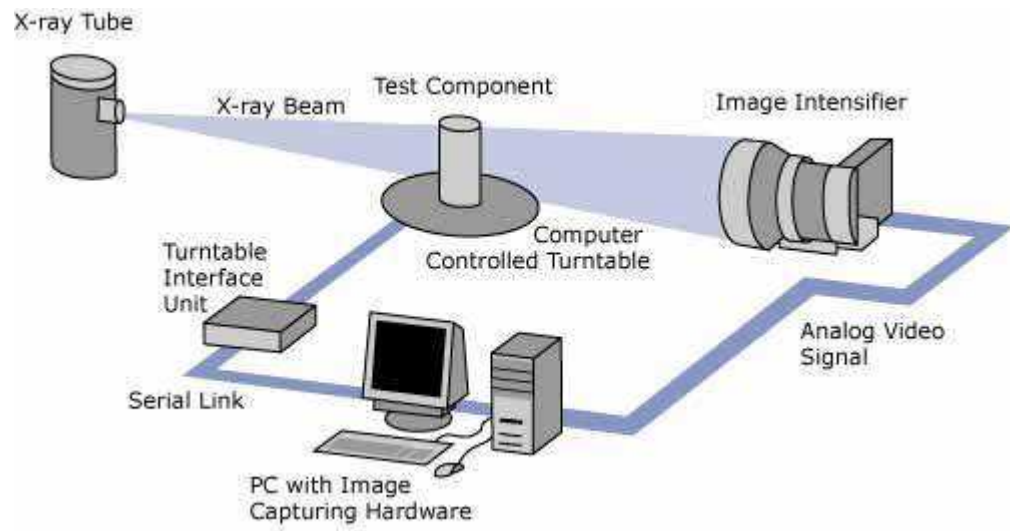 X-ray Tube
X-ray Beam
Test Component
Image Intensifier
Computer
Controlled Turntable
Turntable
Interface
Unit
Analog Video
Signal
Serial Link
PC with Image
Capturing Hardware